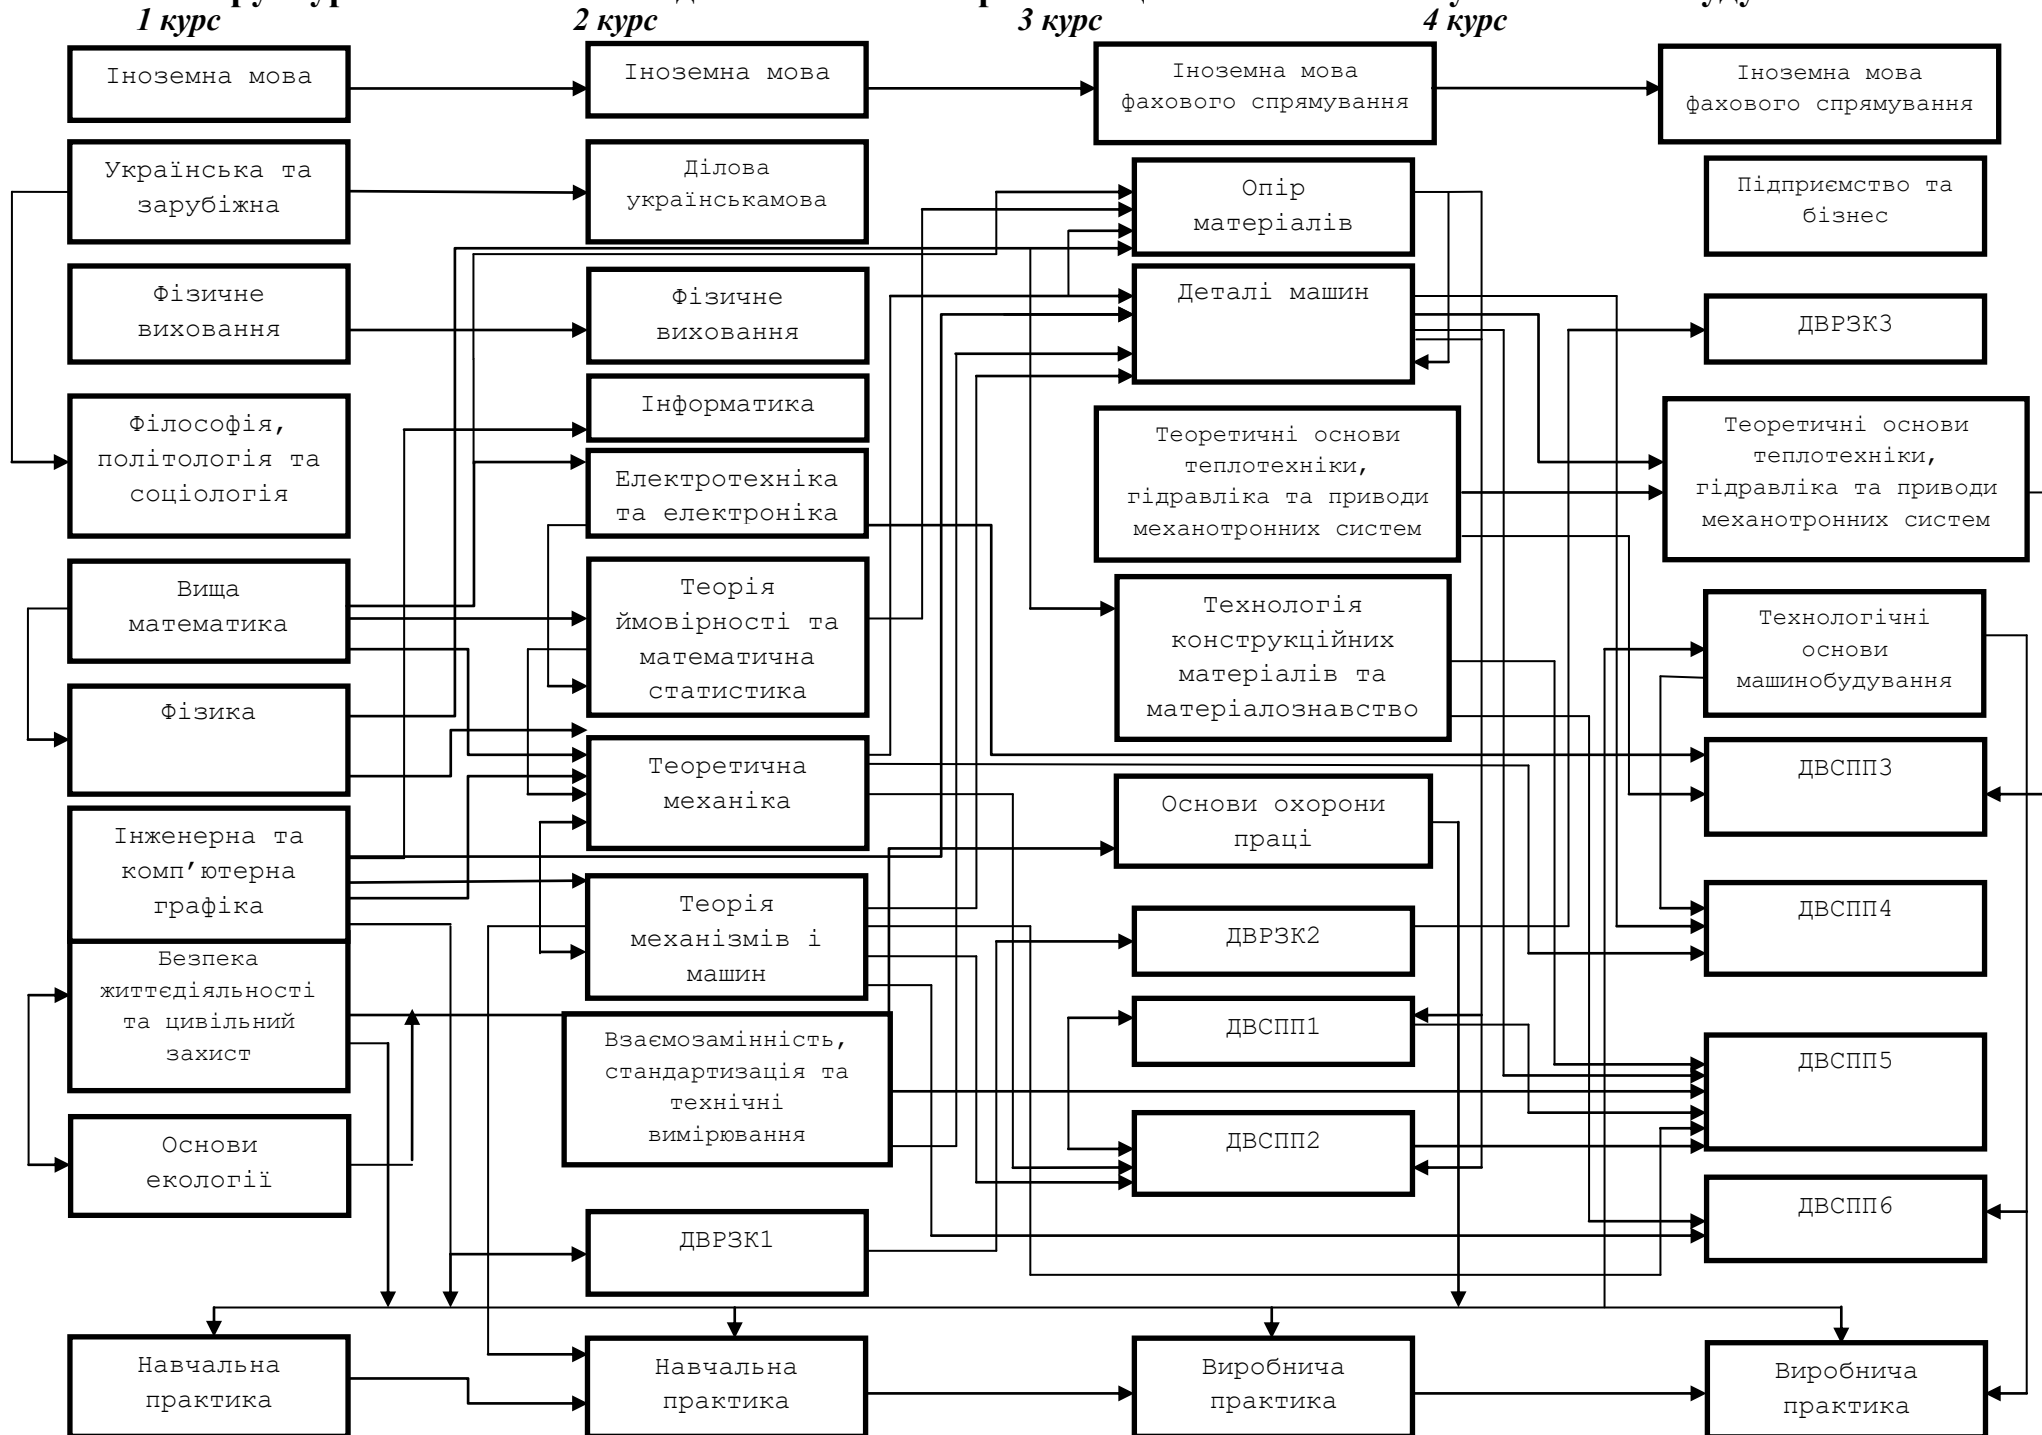 1 курс
2 курс
3 курс
4 курс
Іноземна мова
Українська та
зарубіжна
Фізичне
виховання
Філософія,
політологія та
соціологія
Вища
математика
Фізика
Інженерна та
комп’ютерна
графіка
Безпека
життєдіяльності
та цивільний
захист
Основи
екології
Навчальна
практика
Іноземна мова
Ділова
українськамова
Фізичне
виховання
Інформатика
Електротехніка
та електроніка
Теорія
ймовірності та
математична
статистика
Теоретична
механіка
Теорія
механізмів і
машин
Взаємозамінність,
стандартизація та
технічні
вимірювання
ДВРЗК1
Навчальна
практика
Іноземна мова
фахового спрямування
Опір
матеріалів
Деталі машин
Теоретичні основи
теплотехніки,
гідравліка та приводи
механотронних систем
Технологія
конструкційних
матеріалів та
матеріалознавство
Основи охорони
праці
ДВРЗК2
ДВСПП1
ДВСПП2
Виробнича
практика
Іноземна мова
фахового спрямування
Підприємство та
бізнес
ДВРЗК3
Теоретичні основи
теплотехніки,
гідравліка та приводи
механотронних систем
Технологічні
основи
машинобудування
ДВСПП3
ДВСПП4
ДВСПП5
ДВСПП6
Виробнича
практика